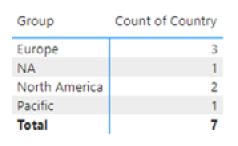 Group Count of Country
Europe 3
NA 1
North America 2
Pacific 1
Total 7